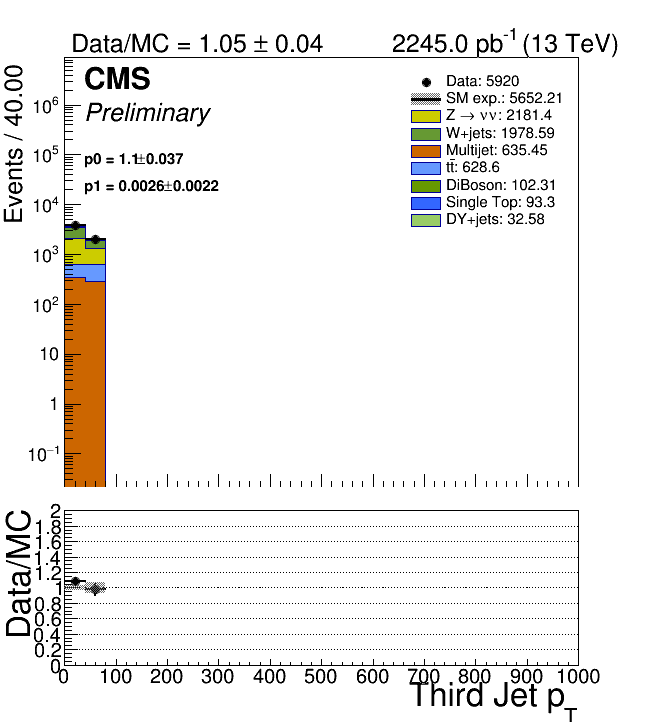 Data/MC = 1.05 ± 0.04 2245.0 pb⁻¹ (13 TeV)
CMS
Preliminary
p0 = 1.1±0.037
p1 = 0.0026±0.0022
Data: 5920
SM exp.: 5652.21
Z → νν: 2181.4
W+jets: 1978.59
Multijet: 635.45
tt̄: 628.6
DiBoson: 102.31
Single Top: 93.3
DY+jets: 32.58
Events / 40.00
10⁶
10⁵
10⁴
10³
10²
10
1
10⁻¹
Data/MC
2
1.8
1.6
1.4
1.2
1
0.8
0.6
0.4
0.2
0
0 100 200 300 400 500 600 700 800 900 1000
Third Jet p_T